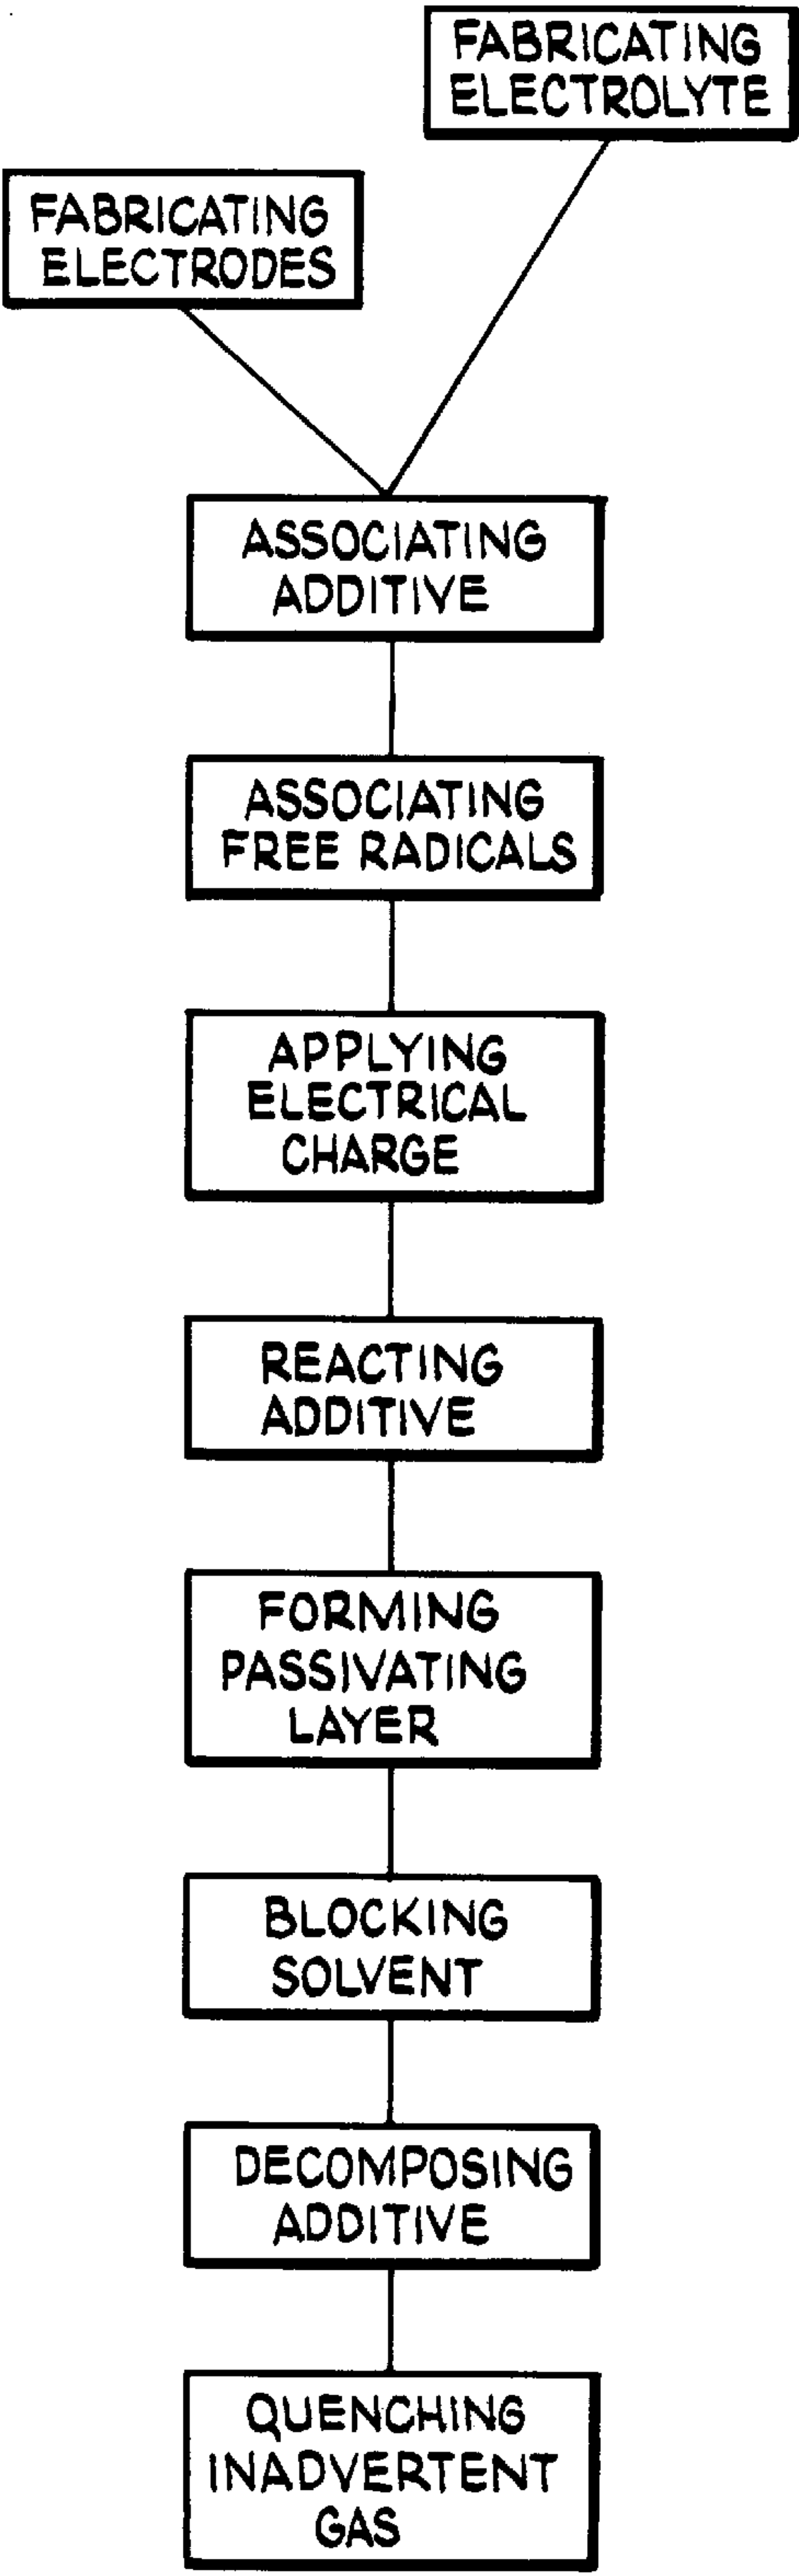 FABRICATING
ELECTROLYTE
FABRICATING
ELECTRODES
ASSOCIATING
ADDITIVE
ASSOCIATING
FREE RADICALS
APPLYING
ELECTRICAL
CHARGE
REACTING
ADDITIVE
FORMING
PASSIVATING
LAYER
BLOCKING
SOLVENT
DECOMPOSING
ADDITIVE
QUENCHING
INADVERTENT
GAS